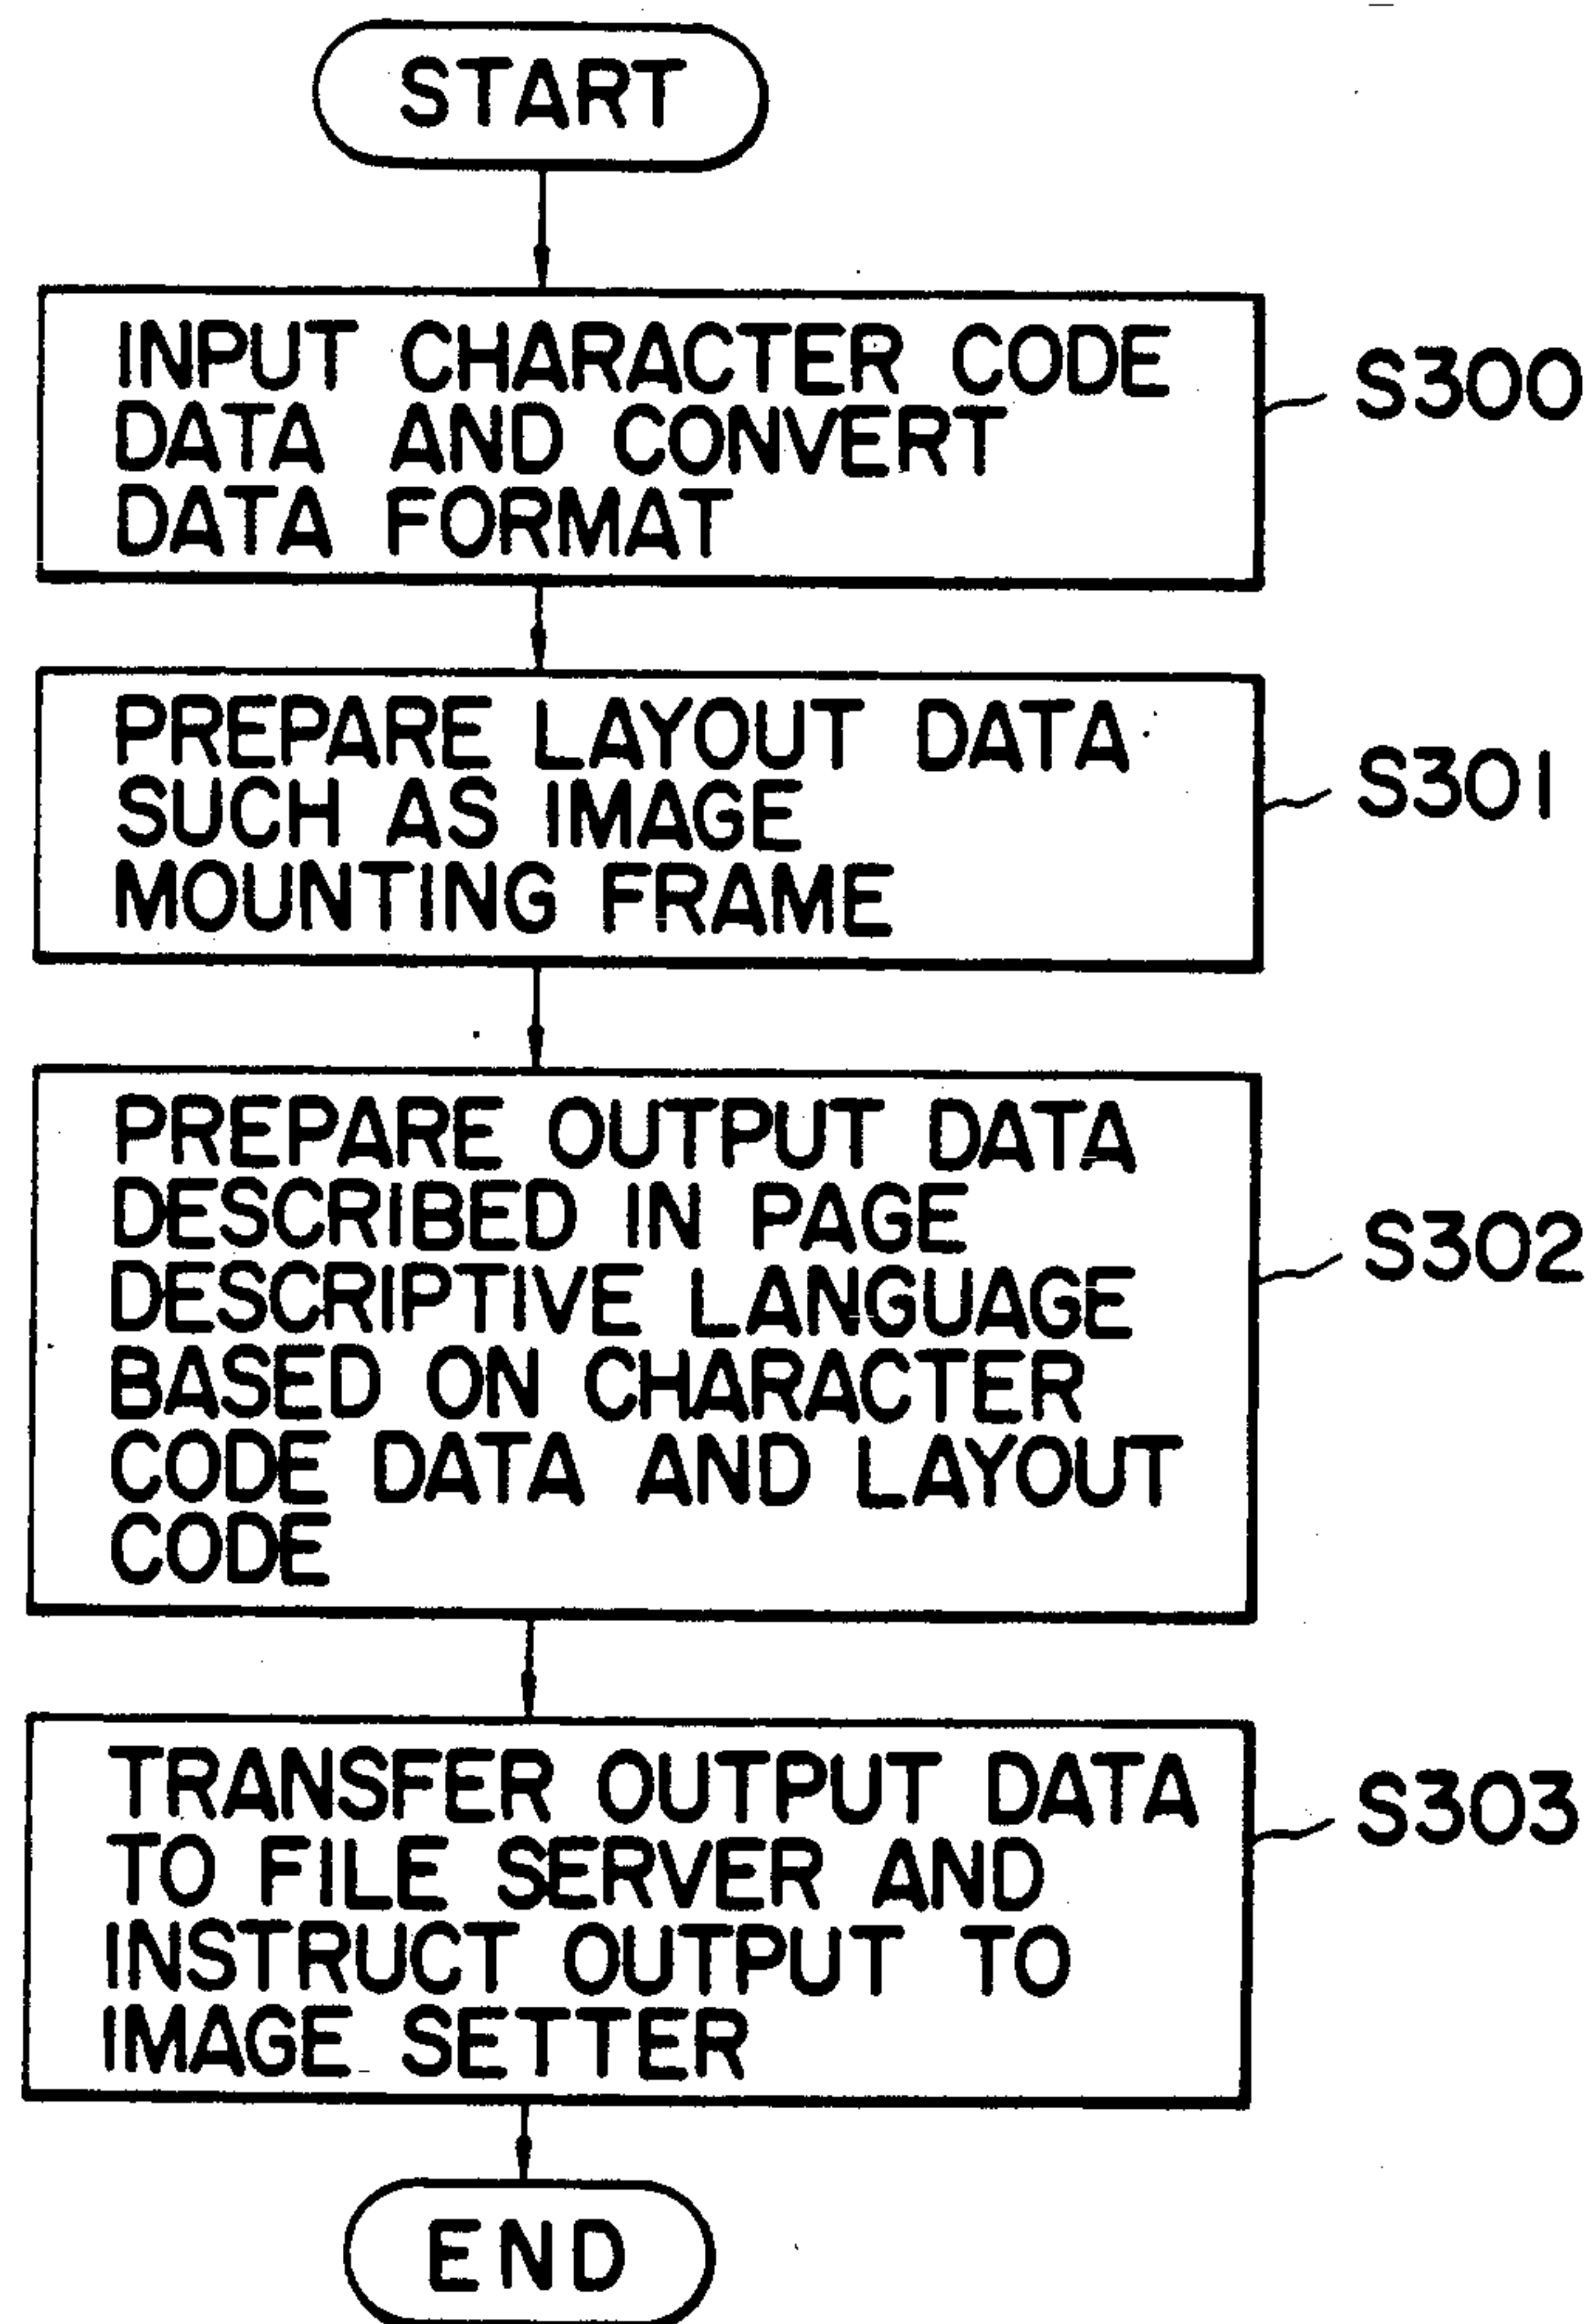 START
INPUT CHARACTER CODE
DATA AND CONVERT
DATA FORMAT
S300
PREPARE LAYOUT DATA
SUCH AS IMAGE
MOUNTING FRAME
S301
PREPARE OUTPUT DATA
DESCRIBED IN PAGE
DESCRIPTIVE LANGUAGE
BASED ON CHARACTER
CODE DATA AND LAYOUT
CODE
S302
TRANSFER OUTPUT DATA
TO FILE SERVER AND
INSTRUCT OUTPUT TO
IMAGE SETTER
S303
END